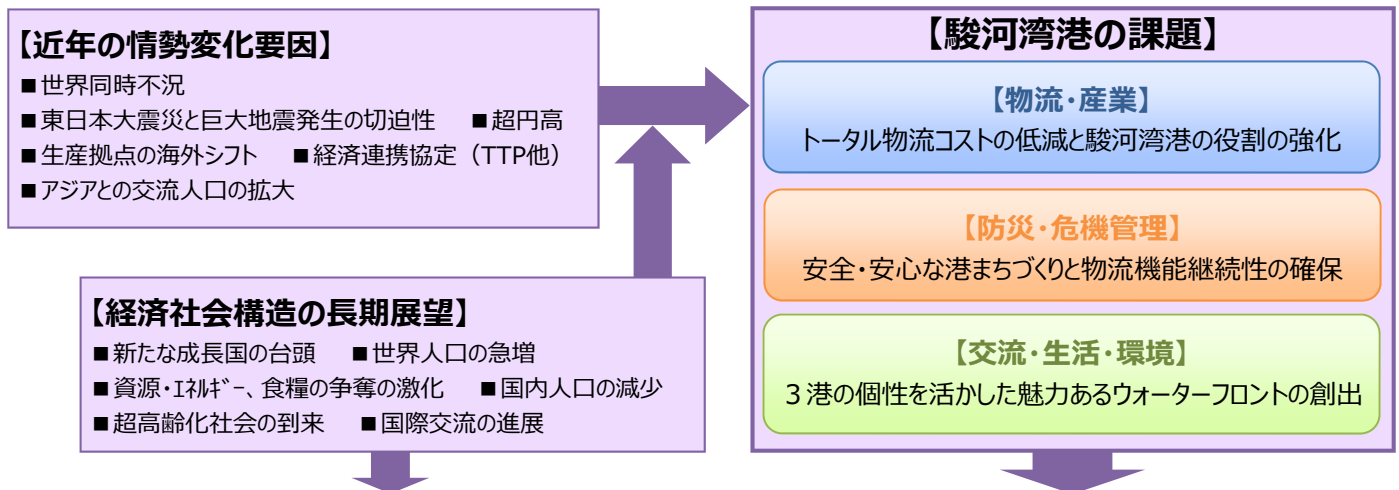 【近年の情勢変化要因】
■世界同時不況
■東日本大震災と巨大地震発生の切迫性 ■超円高
■生産拠点の海外シフト ■経済連携協定（TTP他）
■アジアとの交流人口の拡大
【経済社会構造の長期展望】
■新たな成長国の台頭 ■世界人口の急増
■資源・ｴﾈﾙｷﾞｰ、食糧の争奪の激化 ■国内人口の減少
■超高齢化社会の到来 ■国際交流の進展
【駿河湾港の課題】
【物流・産業】
トータル物流コストの低減と駿河湾港の役割の強化
【防災・危機管理】
安全・安心な港まちづくりと物流機能継続性の確保
【交流・生活・環境】
３港の個性を活かした魅力あるウォーターフロントの創出